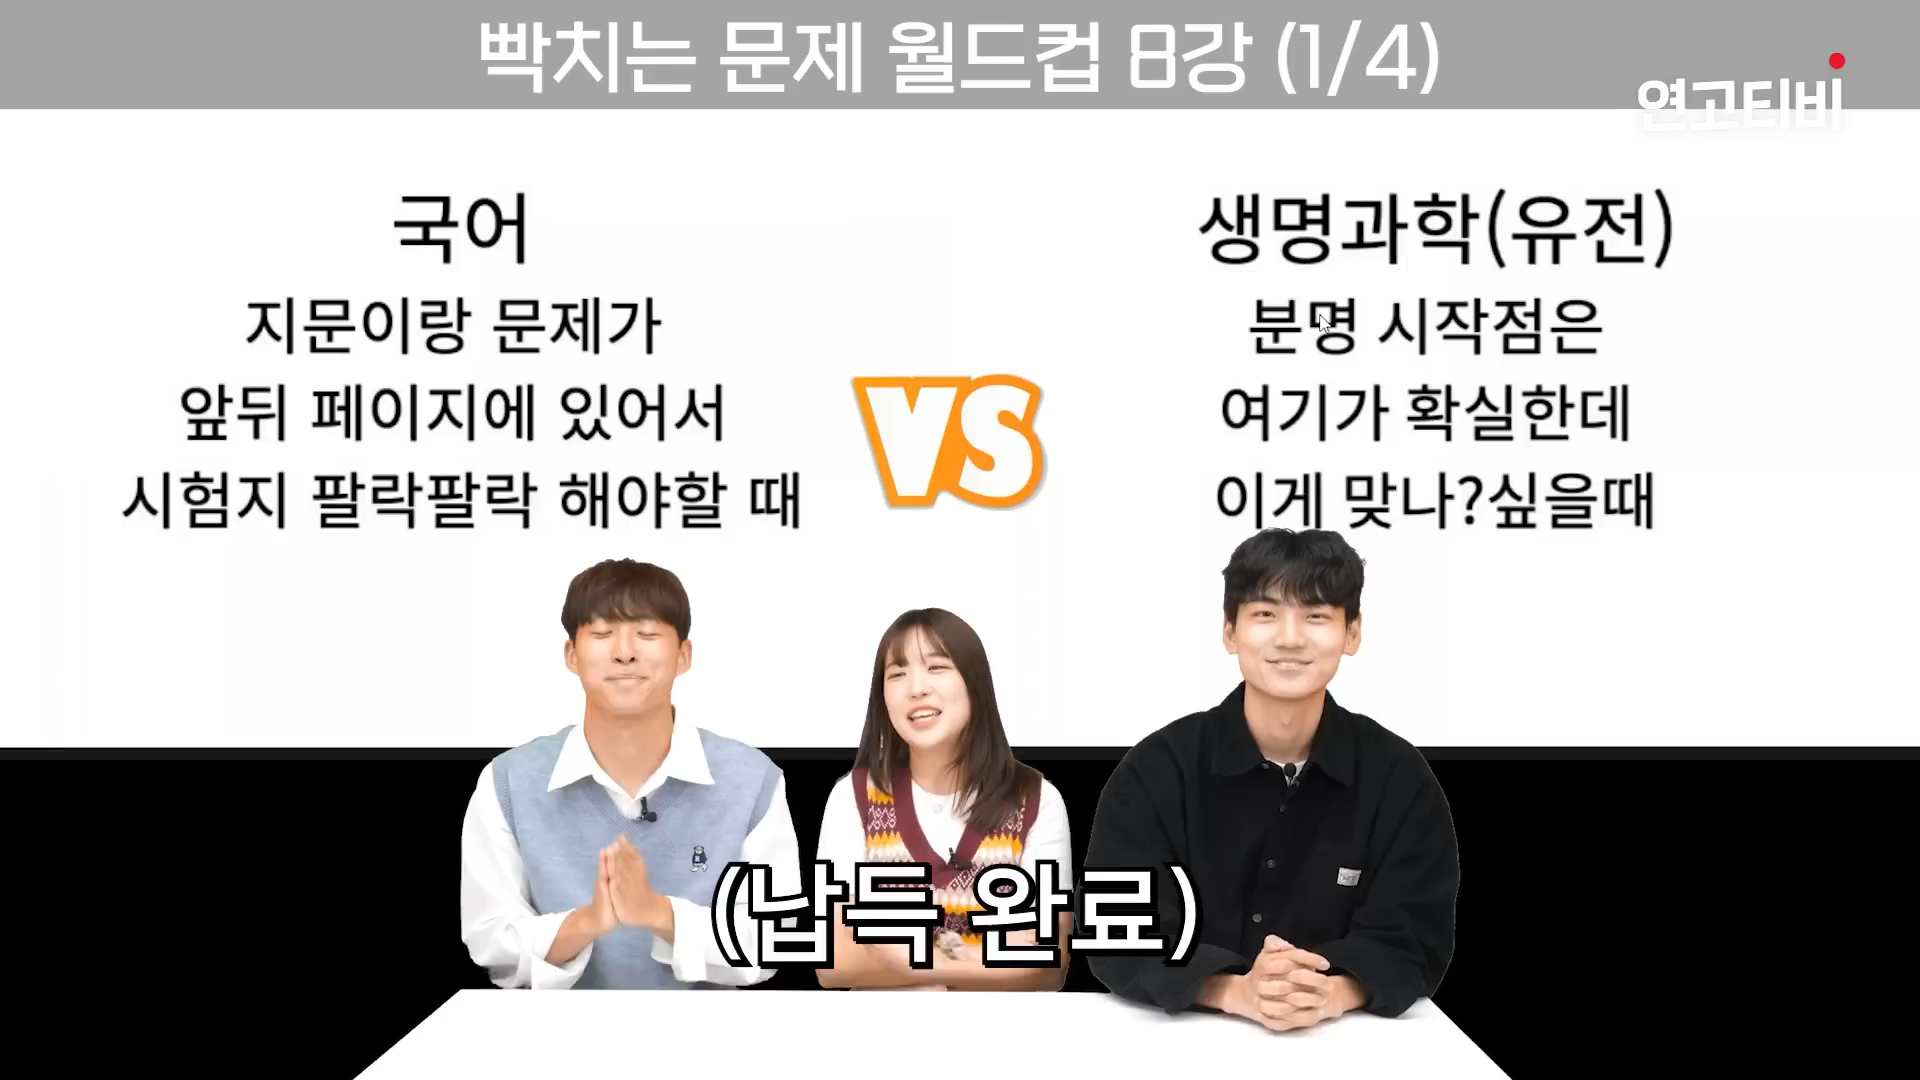 빡치는 문제 월드컵 8강 (1/4)
연고티비
국어
지문이랑 문제가
앞뒤 페이지에 있어서
시험지 팔락팔락 해야할 때
VS
생명과학(유전)
분명 시작점은
여기가 확실한데
이게 맞나?싶을때
(납득 완료)